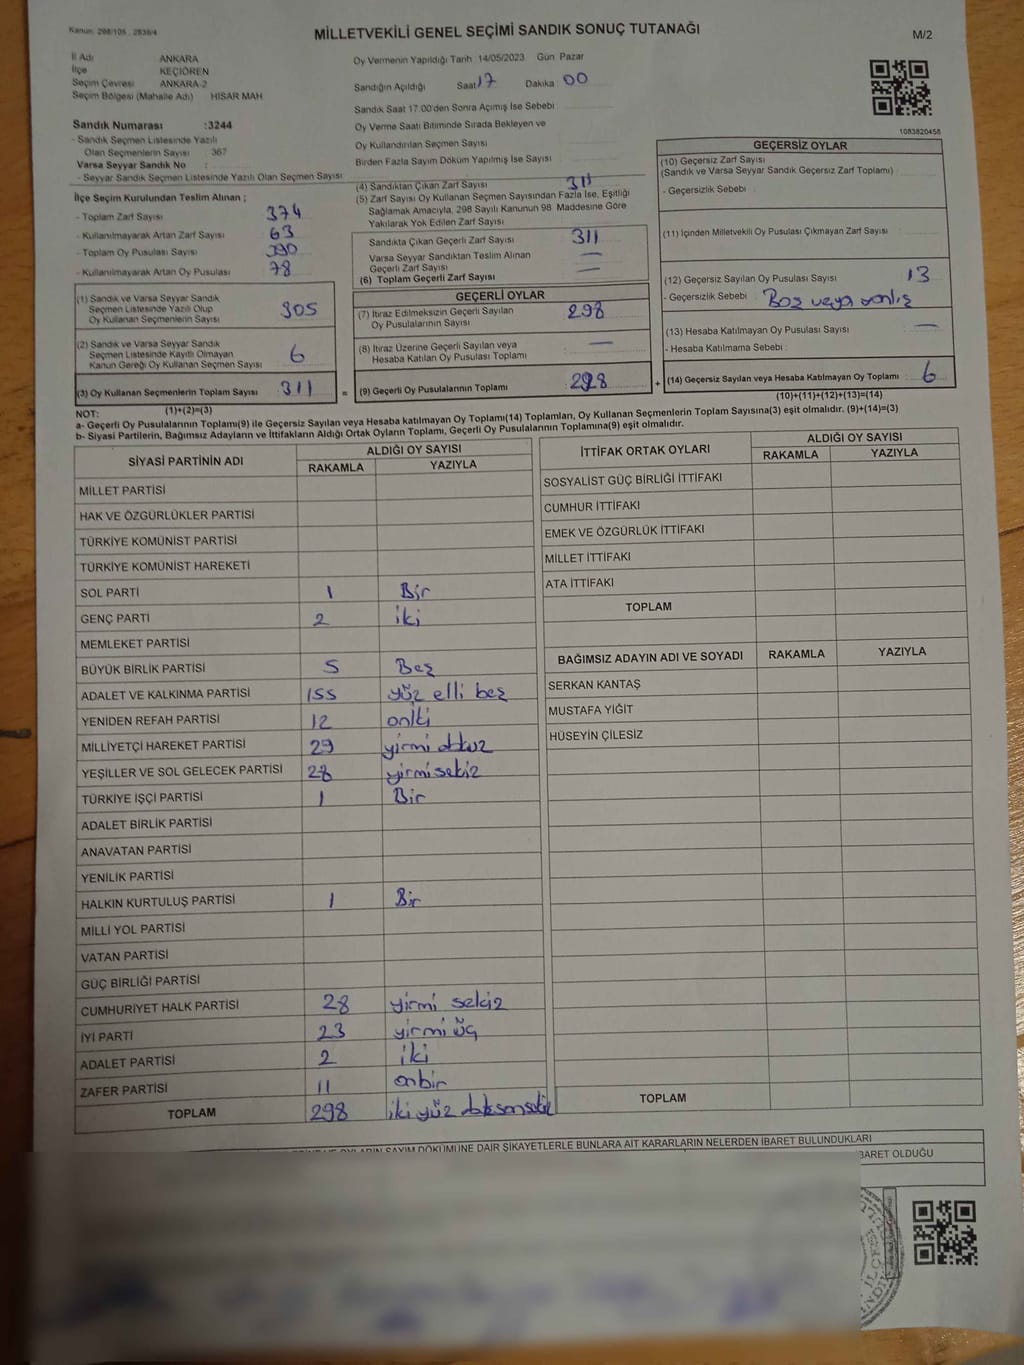 Kanun: 298/105 , 2839/4
MİLLETVEKİLİ GENEL SEÇİMİ SANDIK SONUÇ TUTANAĞI
M/2
İl Adı ANKARA
İlçe KEÇİÖREN
Seçim Çevresi ANKARA-2
Seçim Bölgesi (Mahalle Adı) HİSAR MAH
Sandık Numarası :3244
- Sandık Seçmen Listesinde Yazılı
Olan Seçmenlerin Sayısı : 367
Varsa Seyyar Sandık No :
- Seyyar Sandık Seçmen Listesinde Yazılı Olan Seçmen Sayısı
Oy Vermenin Yapıldığı Tarih 14/05/2023 Gün Pazar
Sandığın Açıldığı Saat 17 Dakika 00
Sandık Saat 17.00'den Sonra Açımış İse Sebebi
Oy Verme Saati Bitiminde Sırada Bekleyen ve
Oy Kullandırılan Seçmen Sayısı
Birden Fazla Sayım Döküm Yapılmış İse Sayısı
1083820458
İlçe Seçim Kurulundan Teslim Alınan ;
- Toplam Zarf Sayısı 374
- Kullanılmayarak Artan Zarf Sayısı 63
- Toplam Oy Pusulası 390
- Kullanılmayarak Artan Oy Pusulası 78
(1) Sandık ve Varsa Seyyar Sandık
Seçmen Listesinde Yazılı Olup
Oy Kullanan Seçmenlerin Sayısı 305
(2) Sandık ve Varsa Seyyar Sandık
Seçmen Listesinde Kayıtlı Olmayan
Kanun Gereği Oy Kullanan Seçmen Sayısı 6
(3) Oy Kullanan Seçmenlerin Toplam Sayısı 311 =
(1)+(2)=(3)
(4) Sandıktan Çıkan Zarf Sayısı 311
(5) Zarf Sayısı Oy Kullanan Seçmen Sayısından Fazla İse, Eşitliği
Sağlamak Amacıyla, 298 Sayılı Kanunun 98. Maddesine Göre
Yakılarak Yok Edilen Zarf Sayısı
Sandıkta Çıkan Geçerli Zarf Sayısı 311
Varsa Seyyar Sandıktan Teslim Alınan
Geçerli Zarf Sayısı —
(6) Toplam Geçerli Zarf Sayısı —
GEÇERLİ OYLAR
(7) İtiraz Edilmeksizin Geçerli Sayılan
Oy Pusulalarının Sayısı 298
(8) İtiraz Üzerine Geçerli Sayılan veya
Hesaba Katılan Oy Pusulası Toplamı —
(9) Geçerli Oy Pusulalarının Toplamı 298 +
GEÇERSİZ OYLAR
(10) Geçersiz Zarf Sayısı
(Sandık ve Varsa Seyyar Sandık Geçersiz Zarf Toplamı)
- Geçersizlik Sebebi :
(11) İçinden Milletvekili Oy Pusulası Çıkmayan Zarf Sayısı
(12) Geçersiz Sayılan Oy Pusulası Sayısı 13
- Geçersizlik Sebebi : Boş veya yanlış
(13) Hesaba Katılmayan Oy Pusulası Sayısı —
- Hesaba Katılmama Sebebi :
(14) Geçersiz Sayılan veya Hesaba Katılmayan Oy Toplamı 6
(10)+(11)+(12)+(13)=(14)
NOT:
a- Geçerli Oy Pusulalarının Toplamı(9) ile Geçersiz Sayılan veya Hesaba katılmayan Oy Toplamı(14) Toplamları, Oy Kullanan Seçmenlerin Toplam Sayısına(3) eşit olmalıdır. (9)+(14)=(3)
b- Siyasi Partilerin, Bağımsız Adayların ve İttifakların Aldığı Ortak Oyların Toplamı, Geçerli Oy Pusulalarının Toplamına(9) eşit olmalıdır.
SİYASİ PARTİNİN ADI ALDIĞI OY SAYISI
RAKAMLA YAZIYLA
MİLLET PARTİSİ
HAK VE ÖZGÜRLÜKLER PARTİSİ
TÜRKİYE KOMÜNİST PARTİSİ
TÜRKİYE KOMÜNİST HAREKETİ
SOL PARTİ 1 Bir
GENÇ PARTİ 2 iki
MEMLEKET PARTİSİ
BÜYÜK BİRLİK PARTİSİ 5 Beş
ADALET VE KALKINMA PARTİSİ 155 yüz elli beş
YENİDEN REFAH PARTİSİ 12 oniki
MİLLİYETÇİ HAREKET PARTİSİ 29 yirmi dokuz
YEŞİLLER VE SOL GELECEK PARTİSİ 28 yirmi sekiz
TÜRKİYE İŞÇİ PARTİSİ 1 Bir
ADALET BİRLİK PARTİSİ
ANAVATAN PARTİSİ
YENİLİK PARTİSİ
HALKIN KURTULUŞ PARTİSİ 1 Bir
MİLLİ YOL PARTİSİ
VATAN PARTİSİ
GÜÇ BİRLİĞİ PARTİSİ
CUMHURİYET HALK PARTİSİ 28 yirmi sekiz
İYİ PARTİ 23 yirmi üç
ADALET PARTİSİ 2 iki
ZAFER PARTİSİ 11 onbir
TOPLAM 298 iki yüz doksan sekiz
İTTİFAK ORTAK OYLARI ALDIĞI OY SAYISI
RAKAMLA YAZIYLA
SOSYALİST GÜÇ BİRLİĞİ İTTİFAKI
CUMHUR İTTİFAKI
EMEK VE ÖZGÜRLÜK İTTİFAKI
MİLLET İTTİFAKI
ATA İTTİFAKI
TOPLAM
BAĞIMSIZ ADAYIN ADI VE SOYADI RAKAMLA YAZIYLA
SERKAN KANTAŞ
MUSTAFA YİĞİT
HÜSEYİN ÇİLESİZ
TOPLAM
OYLARIN SAYIM DÖKÜMÜNE DAİR ŞİKAYETLERLE BUNLARA AİT KARARLARIN NELERDEN İBARET BULUNDUKLARI
BARET OLDUĞU